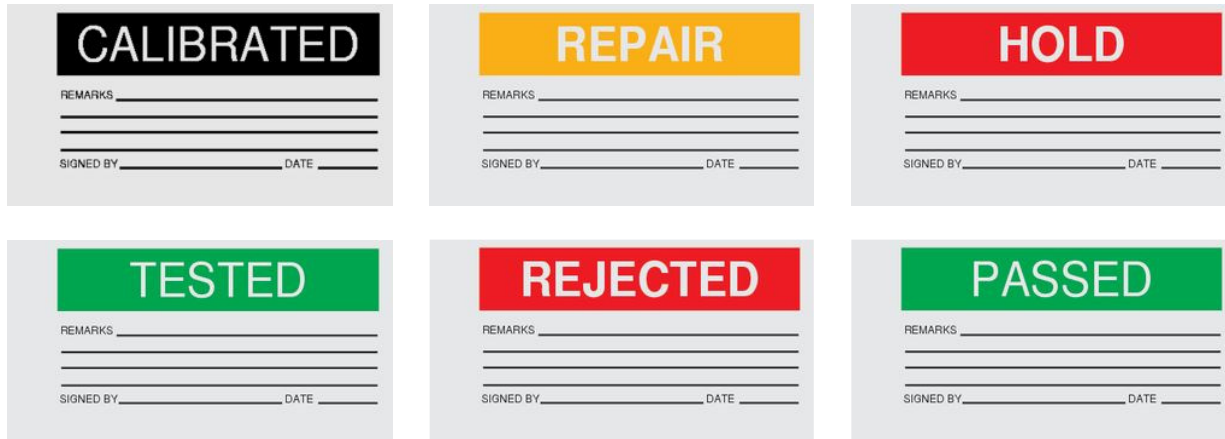 CALIBRATED
REMARKS
SIGNED BY DATE
REPAIR
REMARKS
SIGNED BY DATE
HOLD
REMARKS
SIGNED BY DATE
TESTED
REMARKS
SIGNED BY DATE
REJECTED
REMARKS
SIGNED BY DATE
PASSED
REMARKS
SIGNED BY DATE